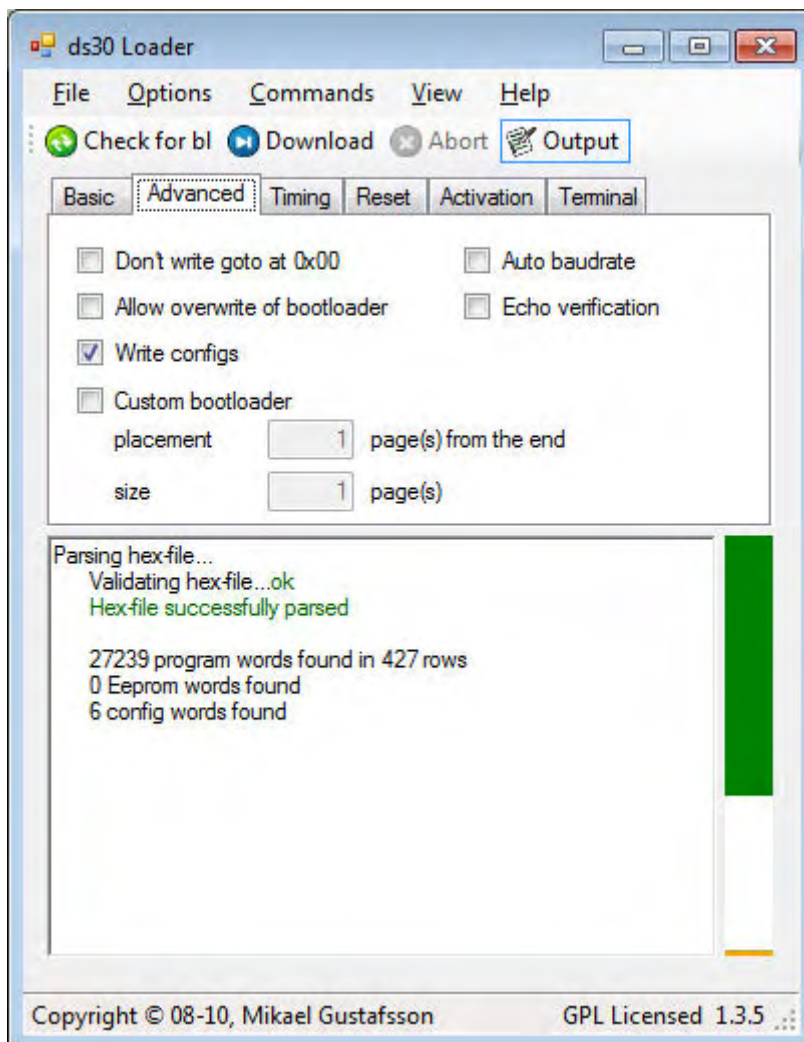 ds30 Loader
File Options Commands View Help
Check for bl Download Abort Output
Basic Advanced Timing Reset Activation Terminal
Don't write goto at 0x00 Auto baudrate
Allow overwrite of bootloader Echo verification
Write configs
Custom bootloader
placement 1 page(s) from the end
size 1 page(s)
Parsing hex-file...
Validating hex-file...ok
Hex-file successfully parsed
27239 program words found in 427 rows
0 Eeprom words found
6 config words found
Copyright © 08-10, Mikael Gustafsson GPL Licensed 1.3.5